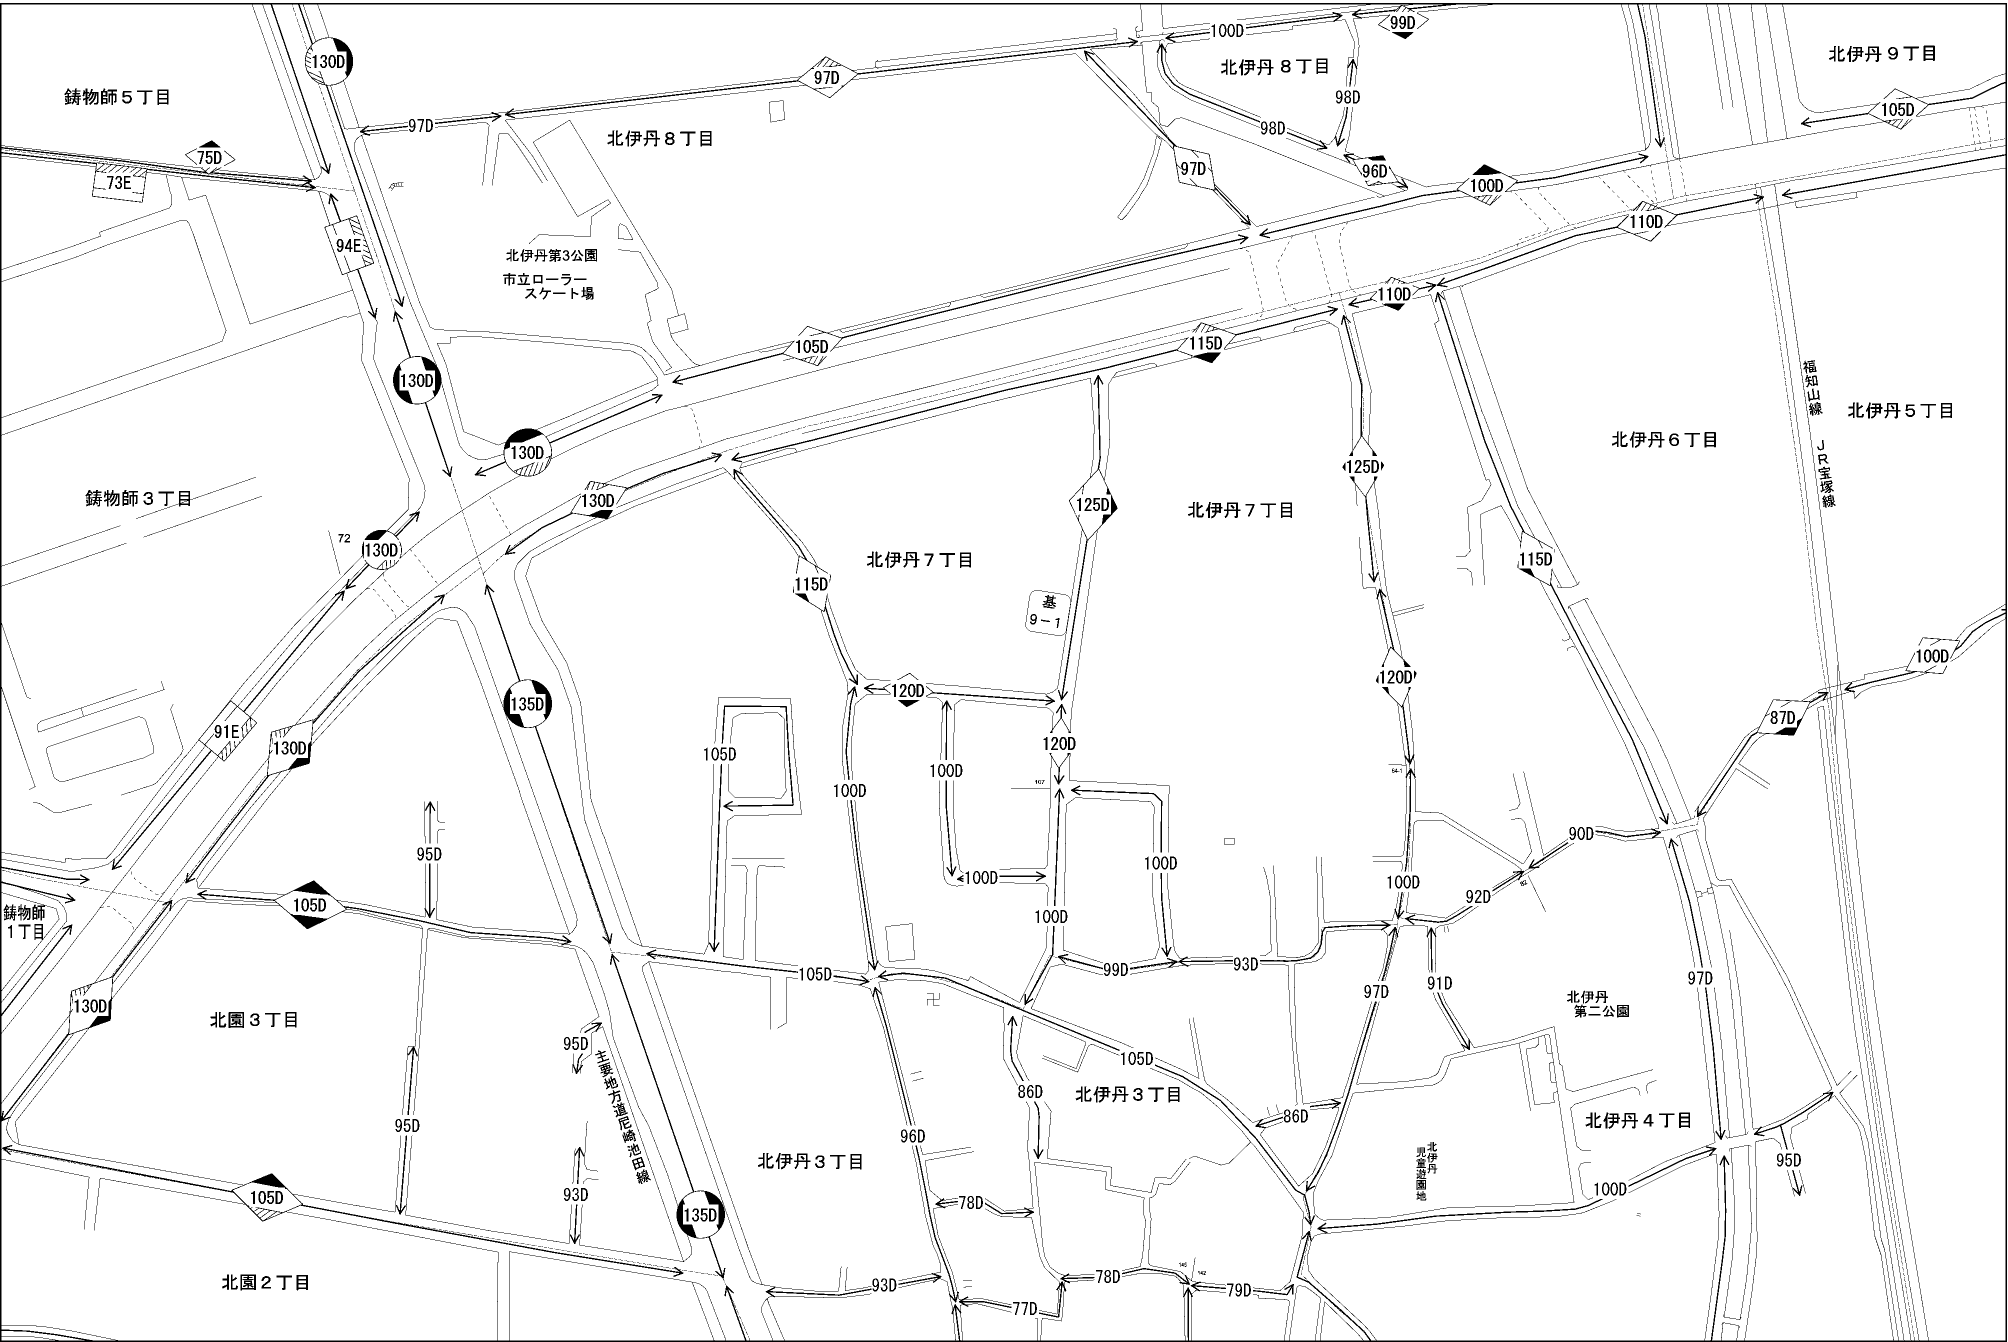 130D
99D
100D
北伊丹９丁目
北伊丹８丁目
97D
鋳物師５丁目
98D
105D
97D
98D
北伊丹８丁目
75D
73E
97D
96D
100D
110D
94E
北伊丹第3公園
市立ローラー
スケート場
110D
105D
115D
130D
福知山線
ＪＲ宝塚線
北伊丹５丁目
北伊丹６丁目
130D
125D
鋳物師３丁目
130D
125D
北伊丹７丁目
72
130D
北伊丹７丁目
115D
115D
基
９－１
100D
120D
135D
87D
91E
130D
120D
120D
105D
100D
100D
107
84-1
90D
95D
100D
100D
100D
82
92D
105D
鋳物師
１丁目
100D
99D
93D
105D
91D
97D
97D
130D
北園３丁目
北伊丹
第二公園
95D
主要地方道尼崎池田線
105D
86D
北伊丹３丁目
86D
95D
96D
北伊丹４丁目
北伊丹３丁目
北伊丹
児童遊園地
95D
105D
93D
78D
100D
135D
北園２丁目
93D
78D
145
142
79D
77D